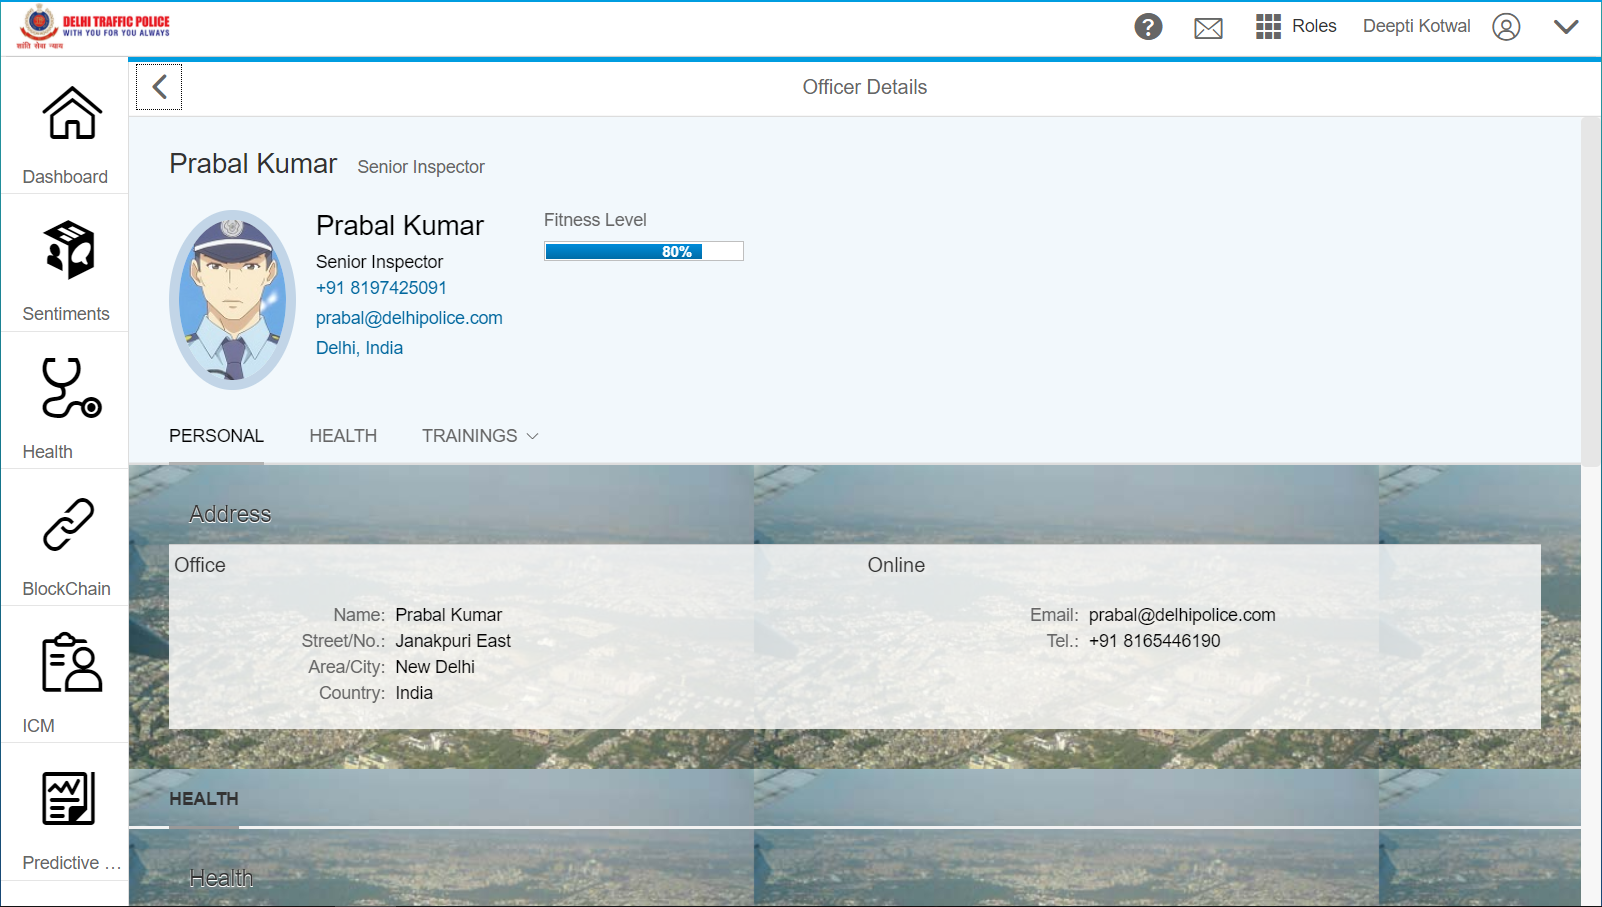 DELHI TRAFFIC POLICE
WITH YOU FOR YOU ALWAYS
शांति सेवा न्याय
? Roles Deepti Kotwal
Officer Details
Dashboard
Sentiments
Health
BlockChain
ICM
Predictive ...
Prabal Kumar Senior Inspector
Prabal Kumar
Senior Inspector
+91 8197425091
prabal@delhipolice.com
Delhi, India
Fitness Level
80%
PERSONAL HEALTH TRAININGS
Address
Office
Name: Prabal Kumar
Street/No.: Janakpuri East
Area/City: New Delhi
Country: India
Online
Email: prabal@delhipolice.com
Tel.: +91 8165446190
HEALTH
Health